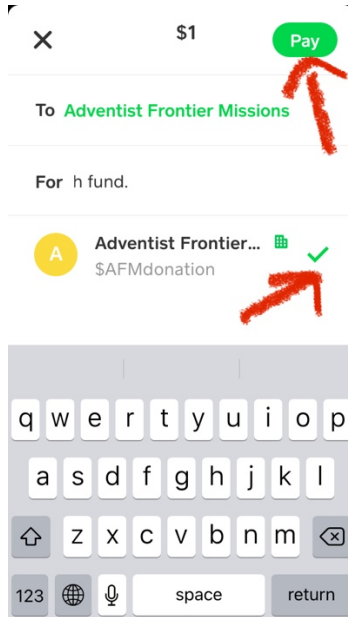 $1
Pay
To Adventist Frontier Missions
For h fund.
A
Adventist Frontier...
$AFMdonation
q w e r t y u i o p
a s d f g h j k l
z x c v b n m
123 space return